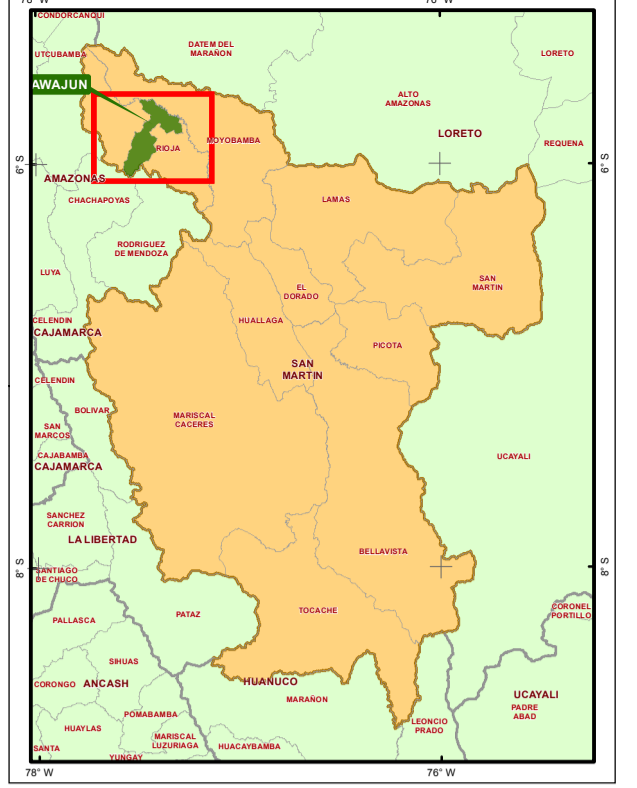 78° W
76° W
CONDORCANQUI
UTCUBAMBA
DATEM DEL
MARAÑON
LORETO
AWAJUN
ALTO
AMAZONAS
LORETO
REQUENA
MOYOBAMBA
RIOJA
6° S
6° S
AMAZONAS
CHACHAPOYAS
LAMAS
RODRIGUEZ
DE MENDOZA
LUYA
SAN
MARTIN
EL
DORADO
CELENDIN
CAJAMARCA
HUALLAGA
PICOTA
SAN
MARTIN
CELENDIN
BOLIVAR
MARISCAL
CACERES
SAN
MARCOS
CAJABAMBA
CAJAMARCA
UCAYALI
SANCHEZ
CARRION
LA LIBERTAD
BELLAVISTA
8° S
8° S
SANTIAGO
DE CHUCO
PALLASCA
PATAZ
TOCACHE
CORONEL
PORTILLO
SIHUAS
CORONGO
ANCASH
HUANUCO
MARAÑON
UCAYALI
PADRE
ABAD
POMABAMBA
HUAYLAS
MARISCAL
LUZURIAGA
HUACAYBAMBA
LEONCIO
PRADO
SANTA
YUNGAY
78° W
76° W